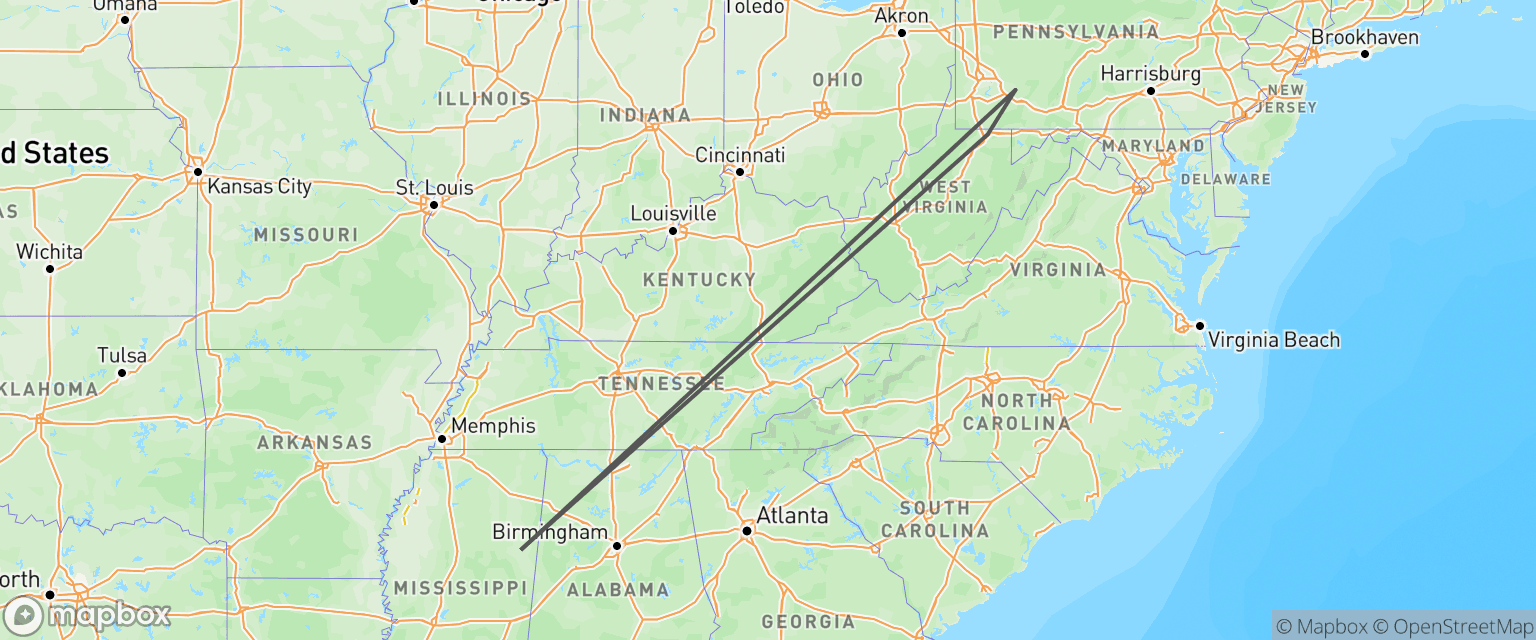 Omaha
Chicago
Toledo
Akron
PENNSYLVANIA
Brookhaven
OHIO
Harrisburg
ILLINOIS
INDIANA
NEW
JERSEY
d States
Cincinnati
MARYLAND
Kansas City
St. Louis
WEST
VIRGINIA
DELAWARE
AS
Louisville
MISSOURI
Wichita
KENTUCKY
VIRGINIA
Virginia Beach
Tulsa
KLAHOMA
TENNESSEE
NORTH
CAROLINA
Memphis
ARKANSAS
SOUTH
CAROLINA
Birmingham
Atlanta
orth
MISSISSIPPI
ALABAMA
GEORGIA
mapbox
© Mapbox © OpenStreetMap